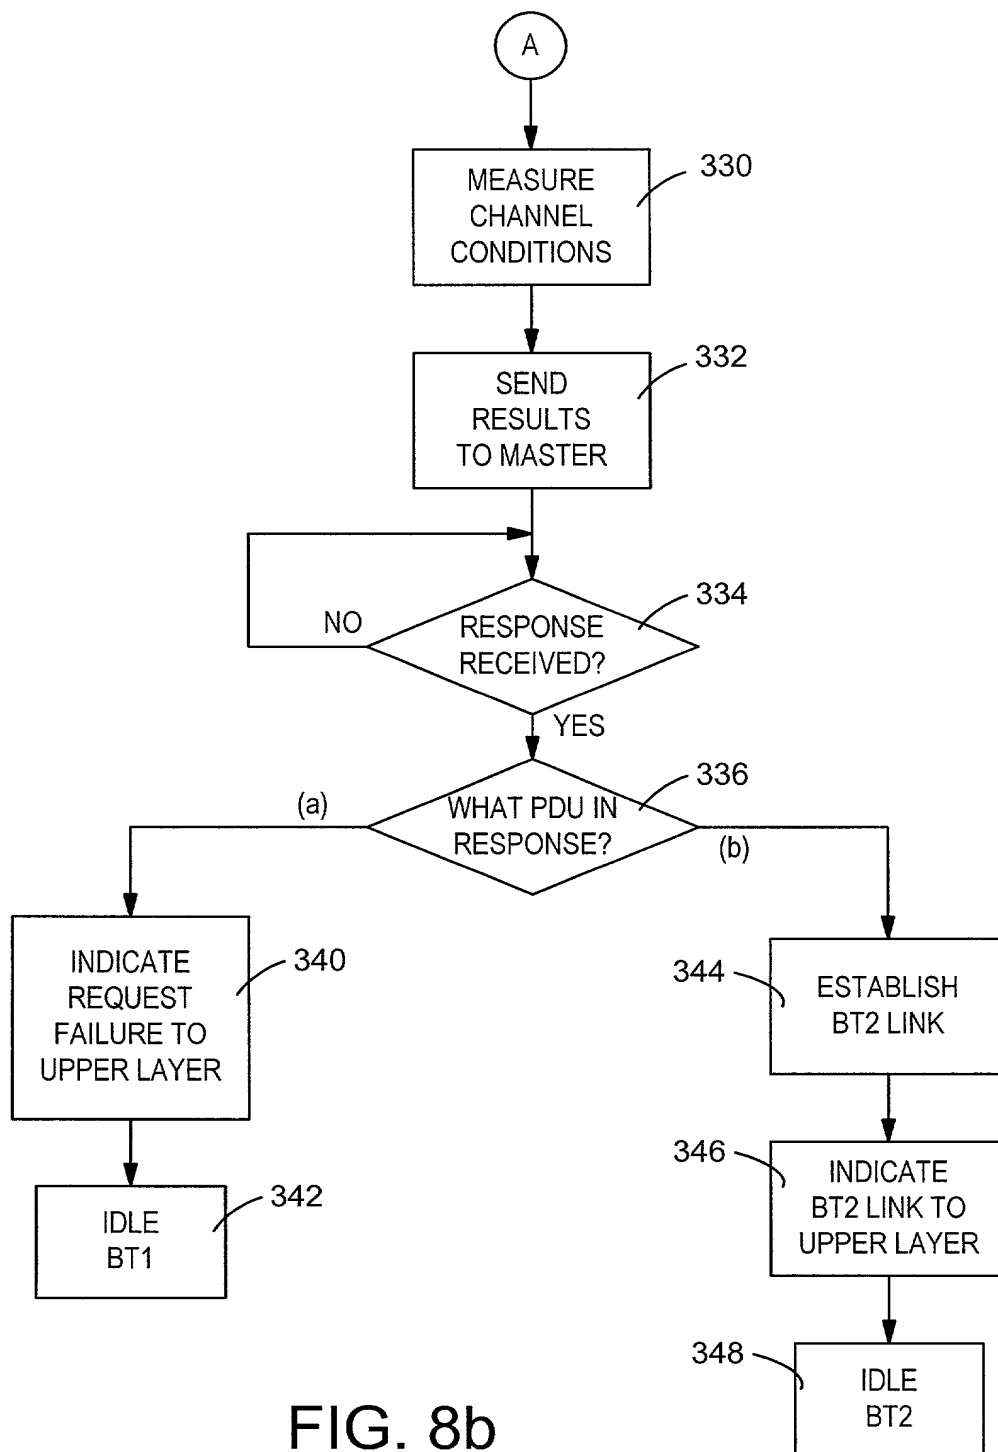 A
MEASURE
CHANNEL
CONDITIONS
330
SEND
RESULTS
TO MASTER
332
RESPONSE
RECEIVED?
334
NO
YES
WHAT PDU IN
RESPONSE?
336
(a)
(b)
INDICATE
REQUEST
FAILURE TO
UPPER LAYER
340
IDLE
BT1
342
344
ESTABLISH
BT2 LINK
346
INDICATE
BT2 LINK TO
UPPER LAYER
348
IDLE
BT2
FIG. 8b